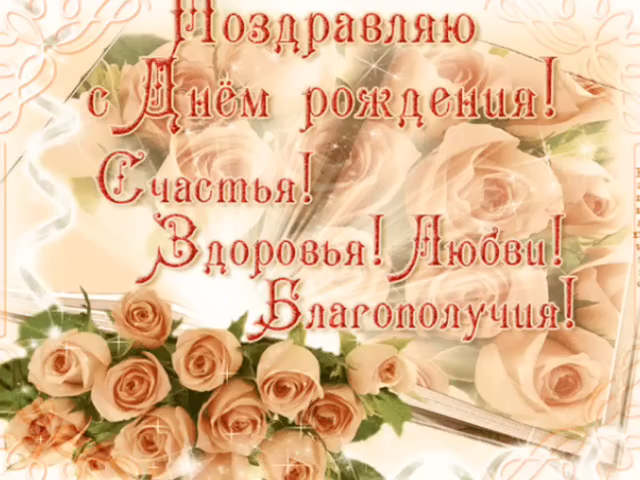 Поздравляю
с Днём рождения!
Счастья!
Здоровья! Любви!
Благополучия!